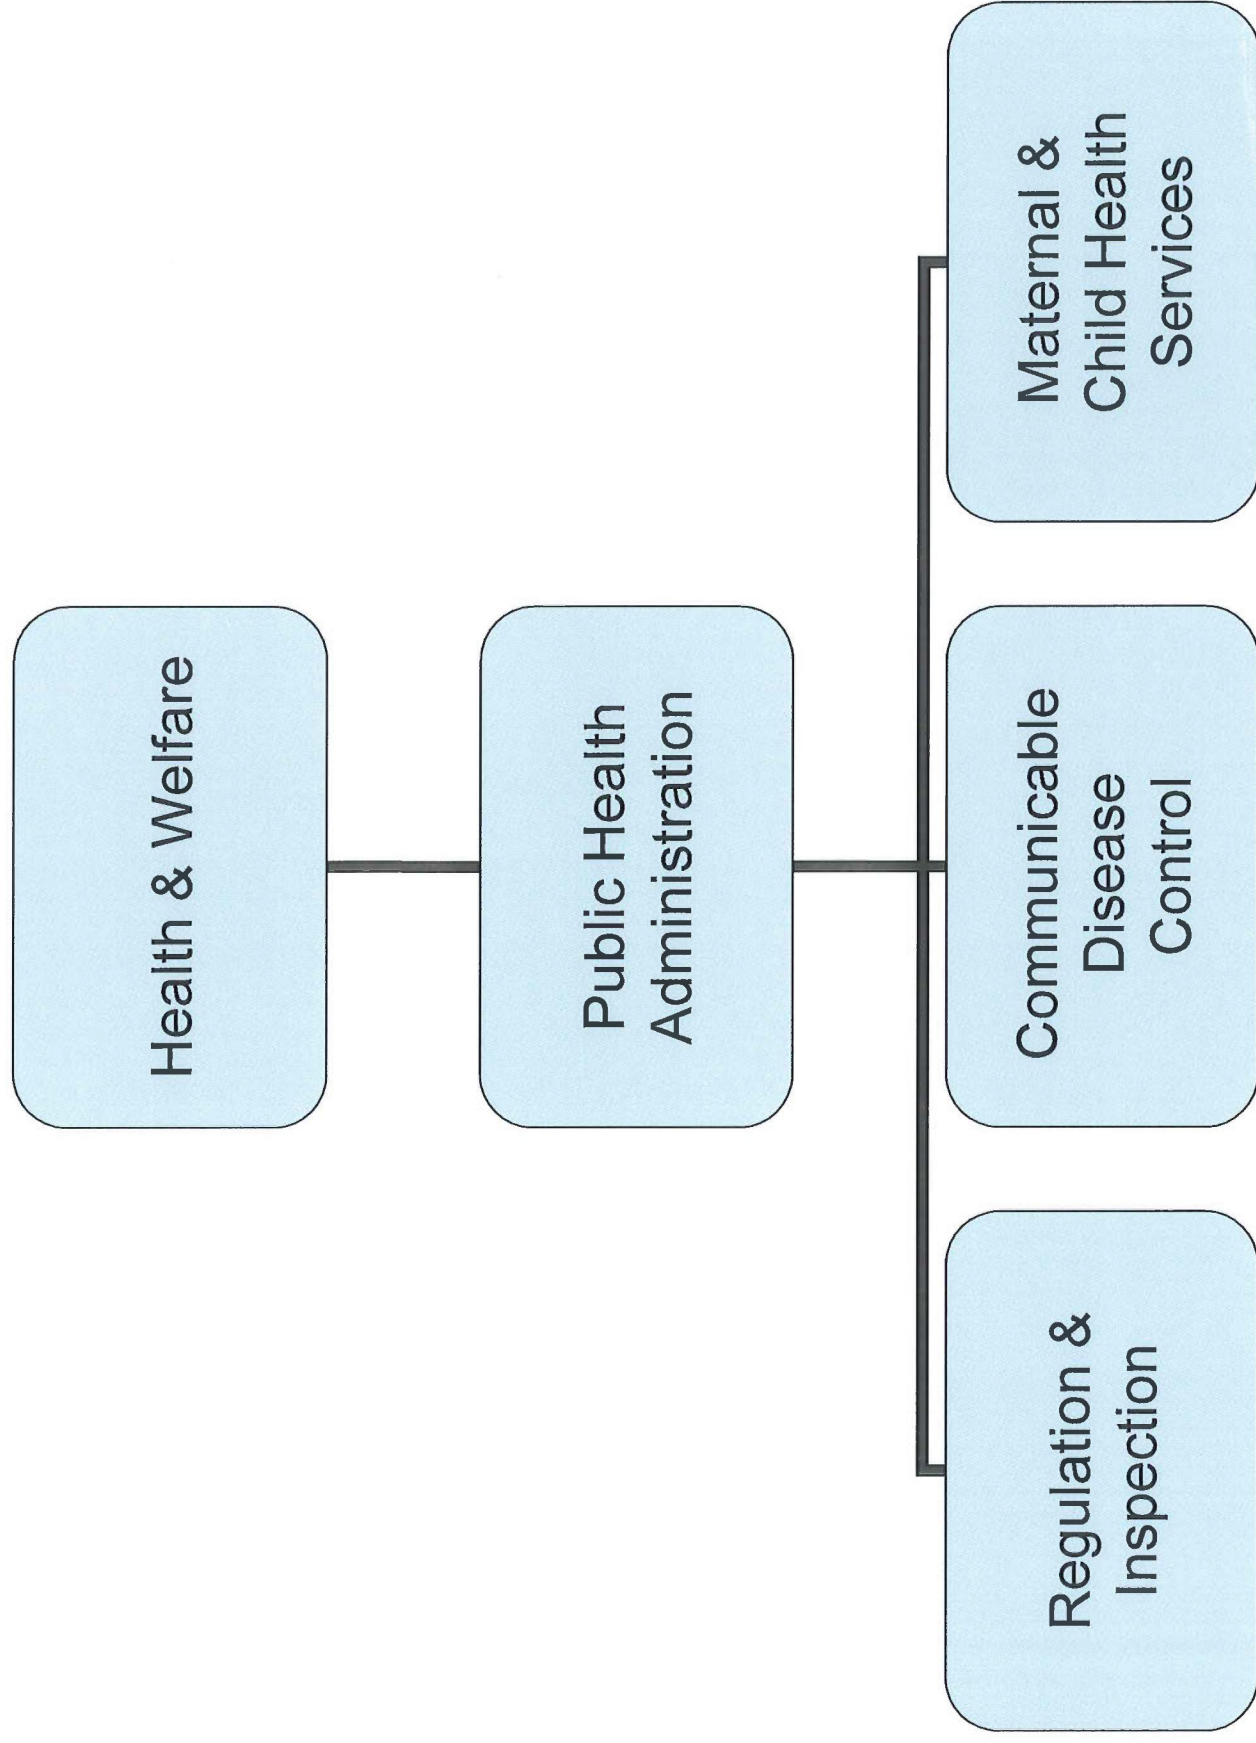 Health & Welfare
Public Health
Administration
Regulation &
Inspection
Communicable
Disease
Control
Maternal &
Child Health
Services